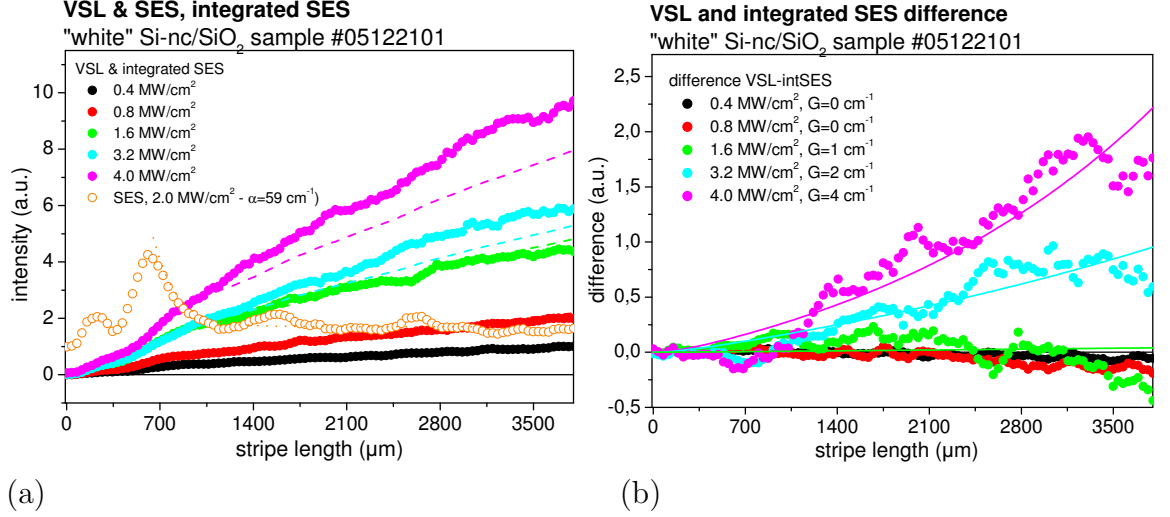 VSL & SES, integrated SES
"white" Si-nc/SiO₂ sample #05122101
VSL & integrated SES
0.4 MW/cm²
0.8 MW/cm²
1.6 MW/cm²
3.2 MW/cm²
4.0 MW/cm²
SES, 2.0 MW/cm² - α=59 cm⁻¹)
intensity (a.u.)
10
8
6
4
2
0
0 700 1400 2100 2800 3500
stripe length (µm)
(a)
VSL and integrated SES difference
"white" Si-nc/SiO₂ sample #05122101
difference VSL-intSES
0.4 MW/cm², G=0 cm⁻¹
0.8 MW/cm², G=0 cm⁻¹
1.6 MW/cm², G=1 cm⁻¹
3.2 MW/cm², G=2 cm⁻¹
4.0 MW/cm², G=4 cm⁻¹
difference (a.u.)
2,5
2,0
1,5
1,0
0,5
0,0
-0,5
0 700 1400 2100 2800 3500
stripe length (µm)
(b)